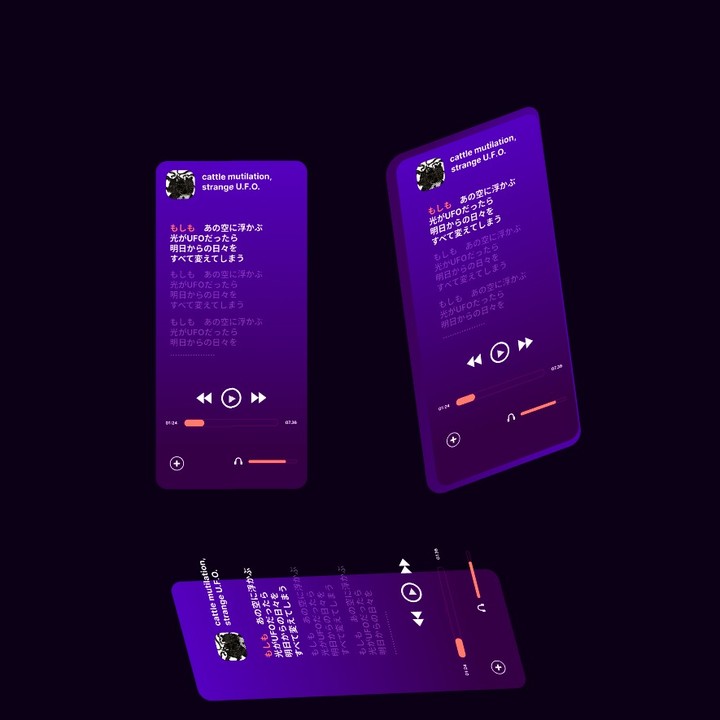 cattle mutilation,
strange U.F.O.
もしも　あの空に浮かぶ
光がUFOだったら
明日からの日々を
すべて変えてしまう
もしも　あの空に浮かぶ
光がUFOだったら
明日からの日々を
すべて変えてしまう
もしも　あの空に浮かぶ
光がUFOだったら
明日からの日々を
.....................
01:24
07:36
cattle mutilation,
strange U.F.O.
もしも　あの空に浮かぶ
光がUFOだったら
明日からの日々を
すべて変えてしまう
もしも　あの空に浮かぶ
光がUFOだったら
明日からの日々を
すべて変えてしまう
もしも　あの空に浮かぶ
光がUFOだったら
明日からの日々を
.....................
01:24
07:36
cattle mutilation,
strange U.F.O.
もしも　あの空に浮かぶ
光がUFOだったら
明日からの日々を
すべて変えてしまう
もしも　あの空に浮かぶ
光がUFOだったら
明日からの日々を
すべて変えてしまう
もしも　あの空に浮かぶ
光がUFOだったら
明日からの日々を
.....................
01:24
07:36